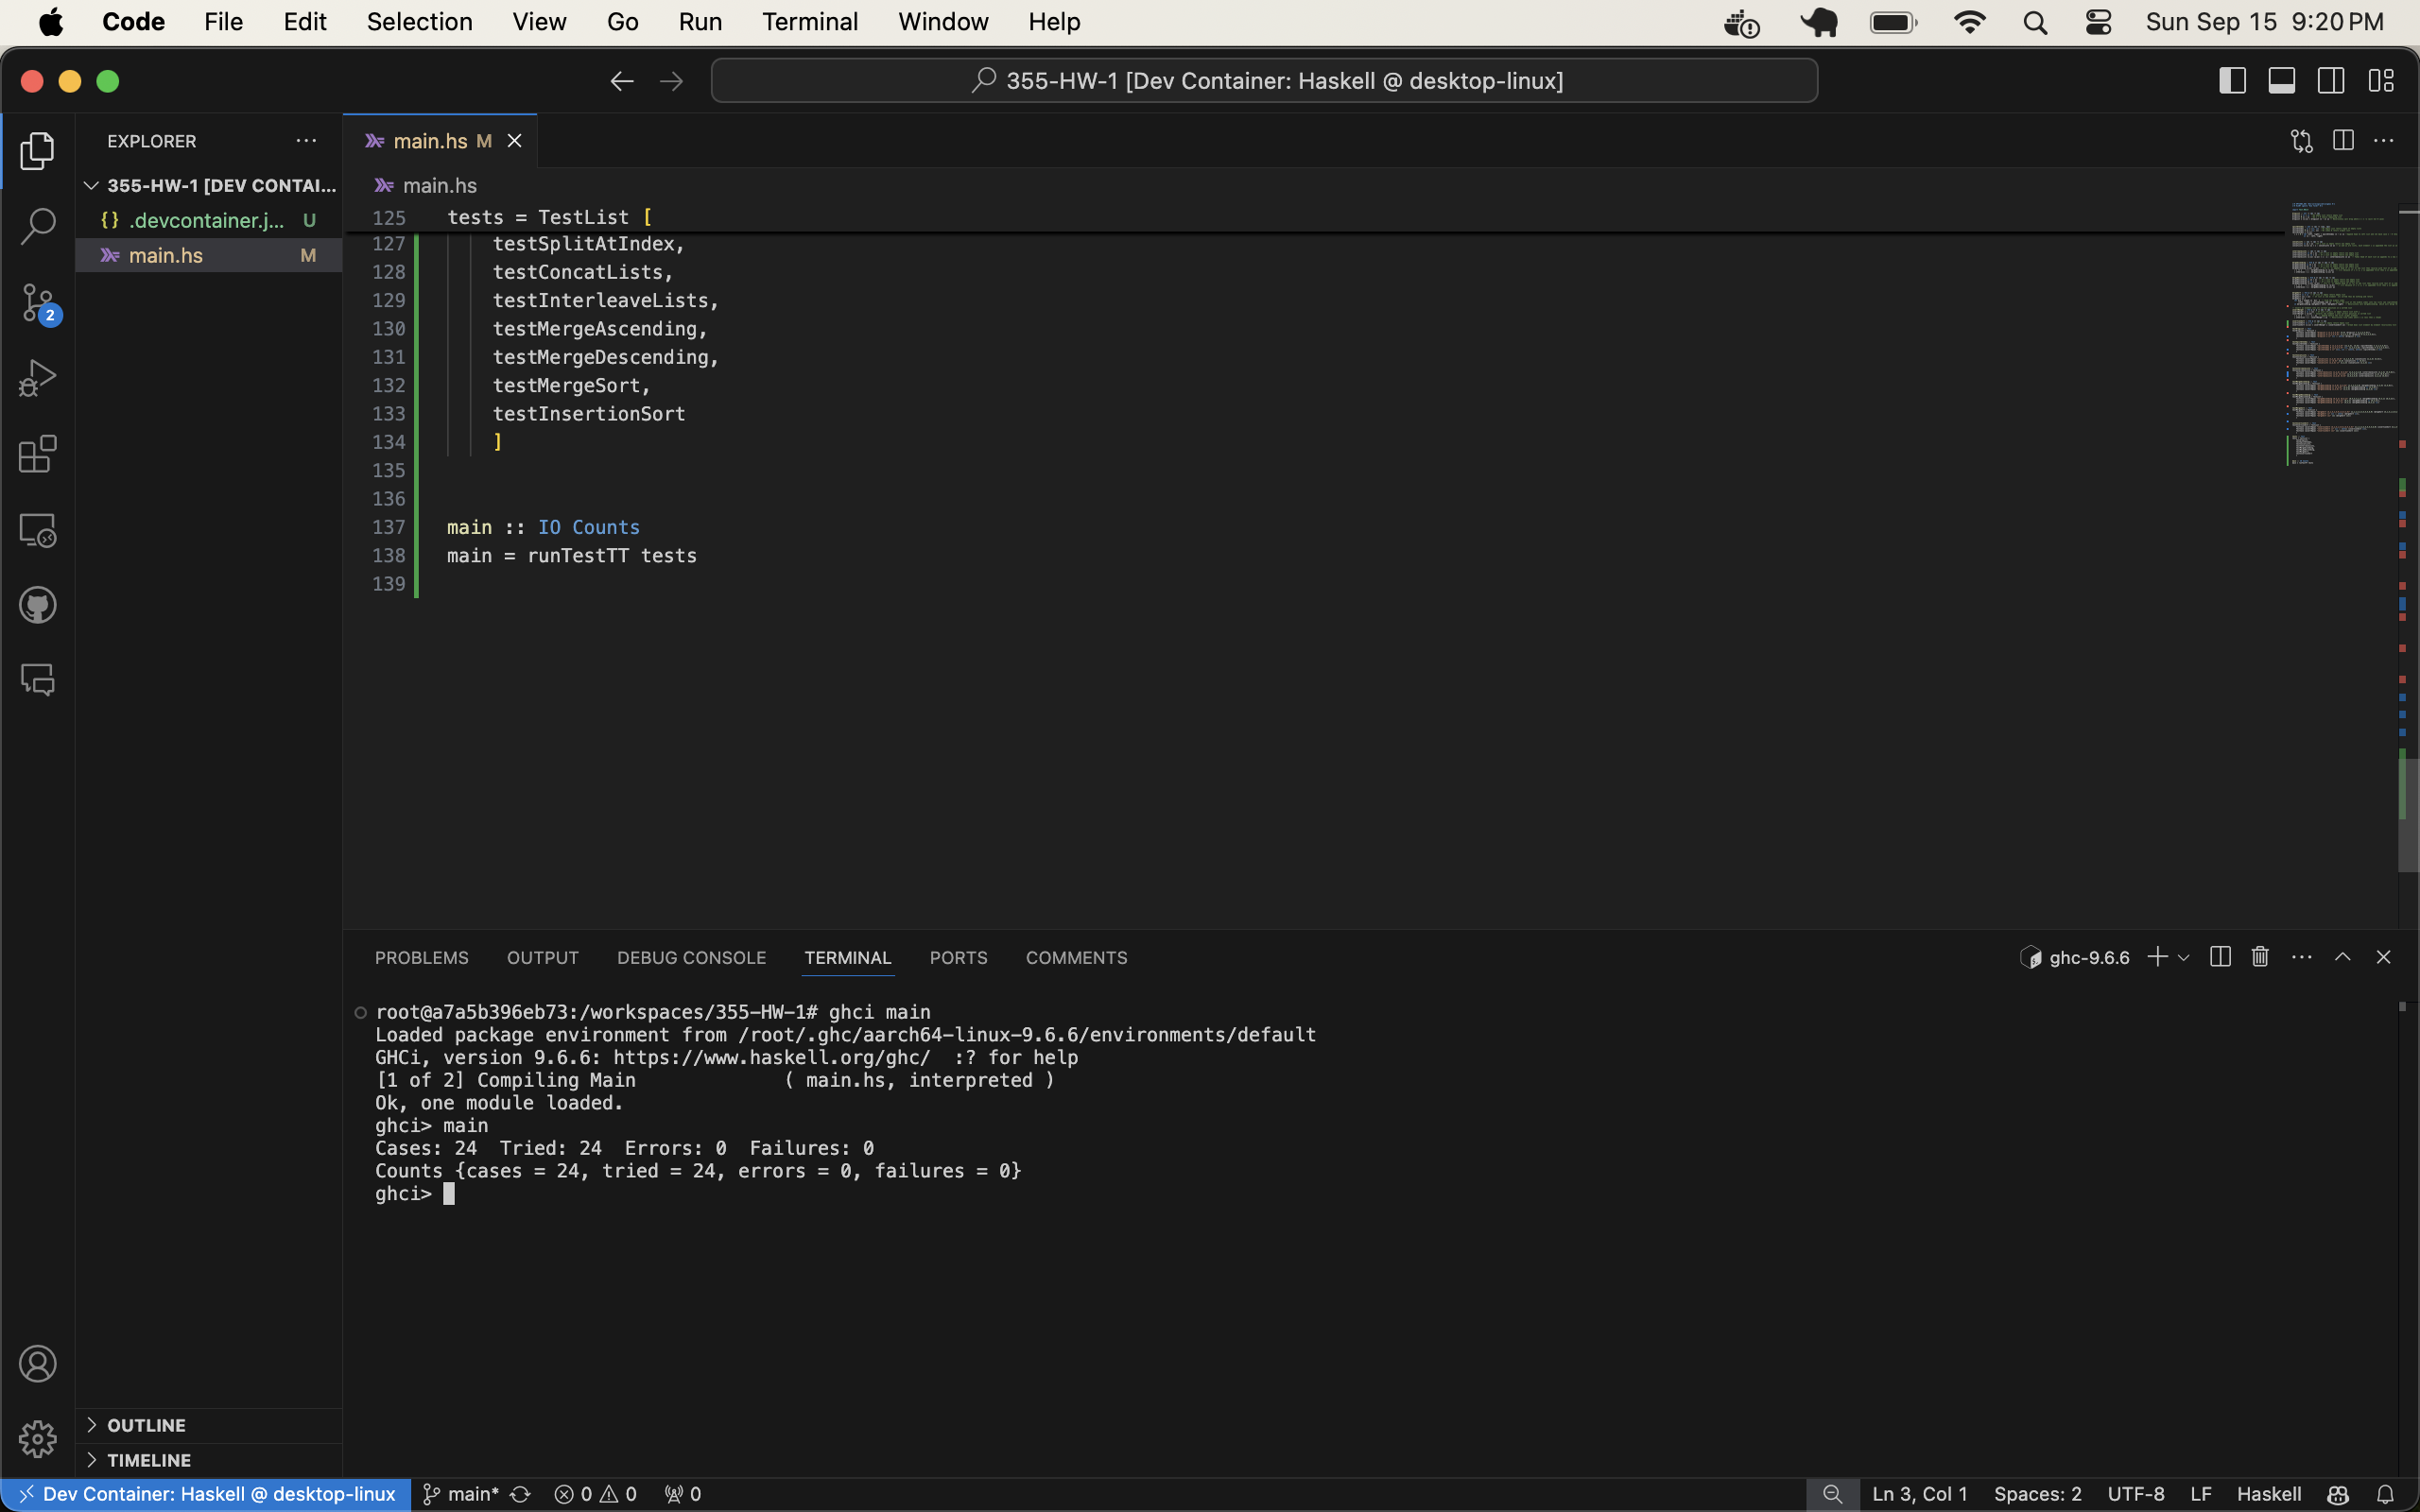 Code File Edit Selection View Go Run Terminal Window Help Sun Sep 15 9:20 PM
355-HW-1 [Dev Container: Haskell @ desktop-linux]
EXPLORER
355-HW-1 [DEV CONTAI...
{} .devcontainer.j... U
main.hs M
2
main.hs M
main.hs
125 tests = TestList [
127 testSplitAtIndex,
128 testConcatLists,
129 testInterleaveLists,
130 testMergeAscending,
131 testMergeDescending,
132 testMergeSort,
133 testInsertionSort
134 ]
135
136
137 main :: IO Counts
138 main = runTestTT tests
139
PROBLEMS OUTPUT DEBUG CONSOLE TERMINAL PORTS COMMENTS ghc-9.6.6
root@a7a5b396eb73:/workspaces/355-HW-1# ghci main
Loaded package environment from /root/.ghc/aarch64-linux-9.6.6/environments/default
GHCi, version 9.6.6: https://www.haskell.org/ghc/  :? for help
[1 of 2] Compiling Main             ( main.hs, interpreted )
Ok, one module loaded.
ghci> main
Cases: 24  Tried: 24  Errors: 0  Failures: 0
Counts {cases = 24, tried = 24, errors = 0, failures = 0}
ghci>
OUTLINE
TIMELINE
Dev Container: Haskell @ desktop-linux main* 0 0 0 Ln 3, Col 1 Spaces: 2 UTF-8 LF Haskell